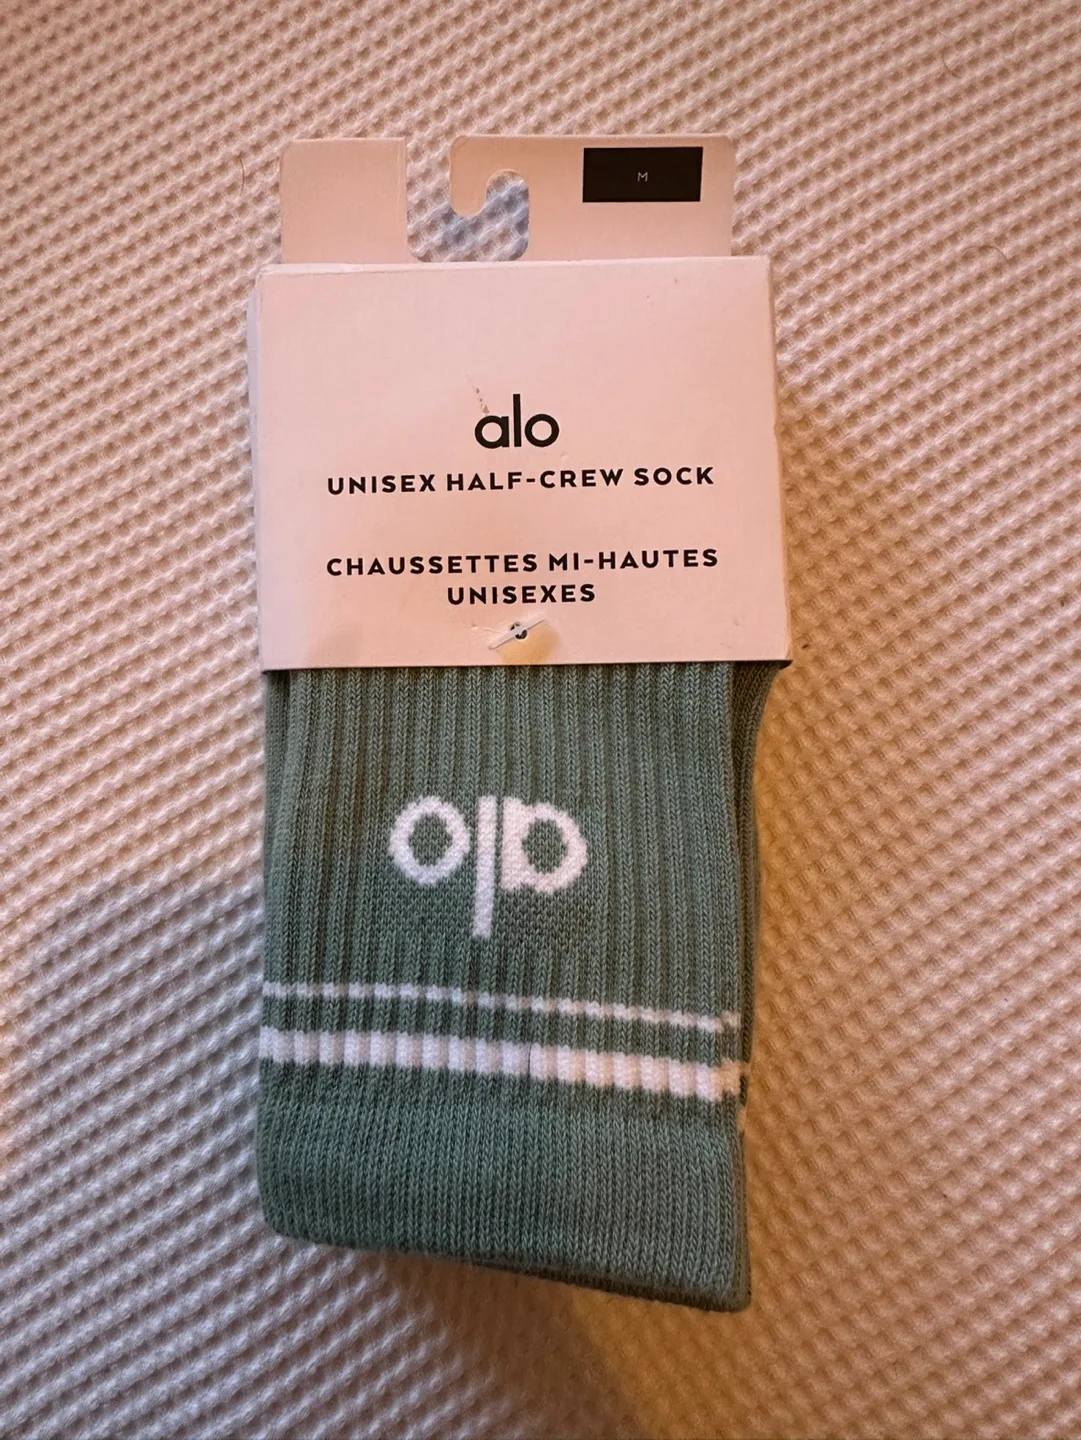 M
alo
UNISEX HALF-CREW SOCK
CHAUSSETTES MI-HAUTES
UNISEXES
alo